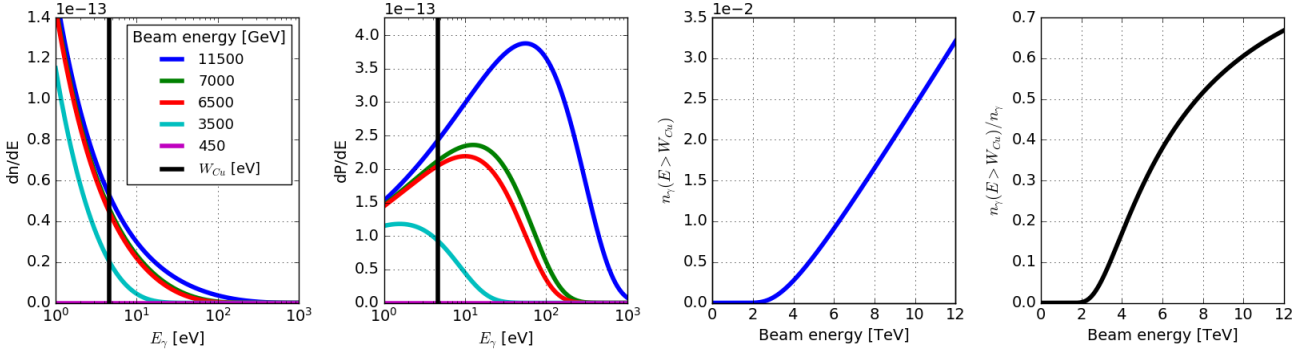 1e−13
1.4
1.2
1.0
0.8
0.6
0.4
0.2
0.0
dn/dE
10^0 10^1 10^2 10^3
E_γ [eV]
Beam energy [GeV]
11500
7000
6500
3500
450
W_Cu [eV]
1e−13
4.0
3.5
3.0
2.5
2.0
1.5
1.0
0.5
0.0
dP/dE
10^0 10^1 10^2 10^3
E_γ [eV]
1e−2
3.5
3.0
2.5
2.0
1.5
1.0
0.5
0.0
n_γ(E > W_Cu)
0 2 4 6 8 10 12
Beam energy [TeV]
0.7
0.6
0.5
0.4
0.3
0.2
0.1
0.0
n_γ(E > W_Cu)/n_γ
0 2 4 6 8 10 12
Beam energy [TeV]